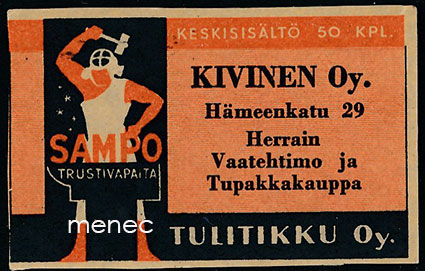 KESKISISÄLTÖ 50 KPL.
KIVINEN Oy.
Hämeenkatu 29
Herrain
Vaatehtimo ja
Tupakkakauppa
SAMPO
TRUSTIVAPAITA
menec
TULITIKKU Oy.